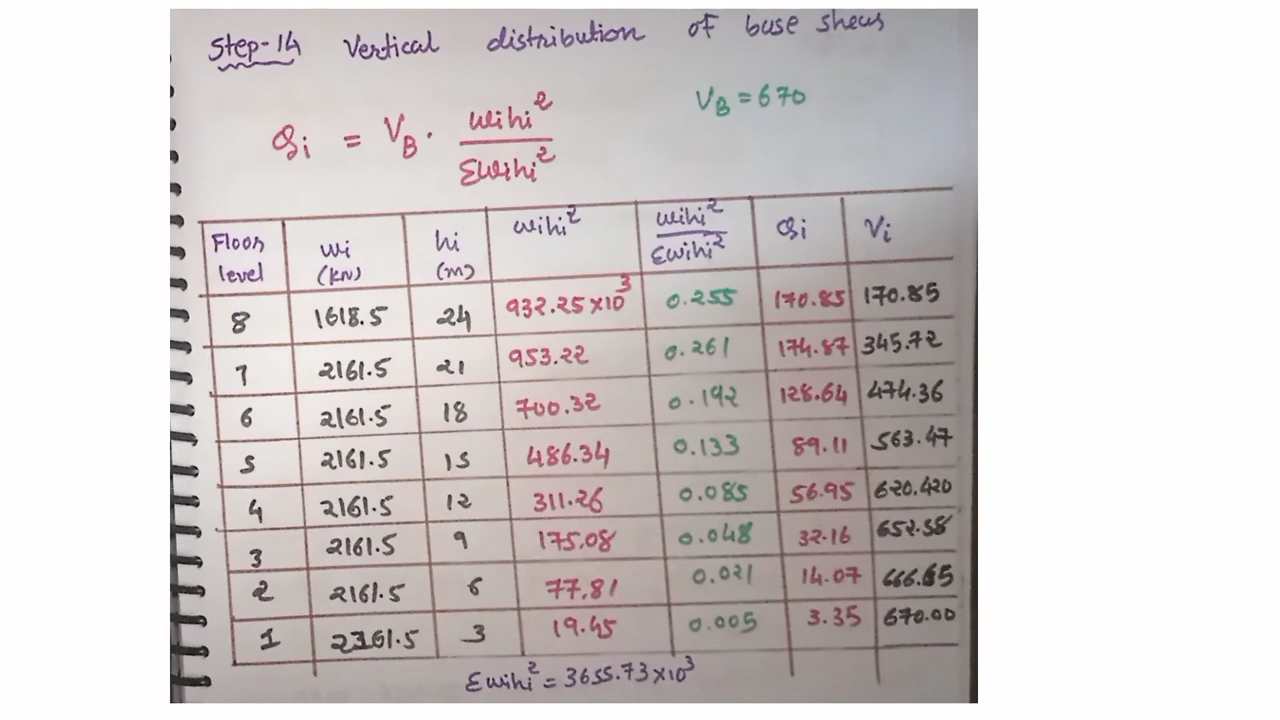 Step-14 Vertical distribution of base shear
VB = 670
Qi = VB . wihi² / Σwihi²
Floor level | wi (kN) | hi (m) | wihi² | wihi² / Σwihi² | Qi | Vi
8 | 1618.5 | 24 | 932.25×10³ | 0.255 | 170.85 | 170.85
7 | 2161.5 | 21 | 953.22 | 0.261 | 174.87 | 345.72
6 | 2161.5 | 18 | 700.32 | 0.192 | 128.64 | 474.36
5 | 2161.5 | 15 | 486.34 | 0.133 | 89.11 | 563.47
4 | 2161.5 | 12 | 311.26 | 0.085 | 56.95 | 620.420
3 | 2161.5 | 9 | 175.08 | 0.048 | 32.16 | 652.58
2 | 2161.5 | 6 | 77.81 | 0.021 | 14.07 | 666.65
1 | 2161.5 | 3 | 19.45 | 0.005 | 3.35 | 670.00
Σwihi² = 3655.73×10³